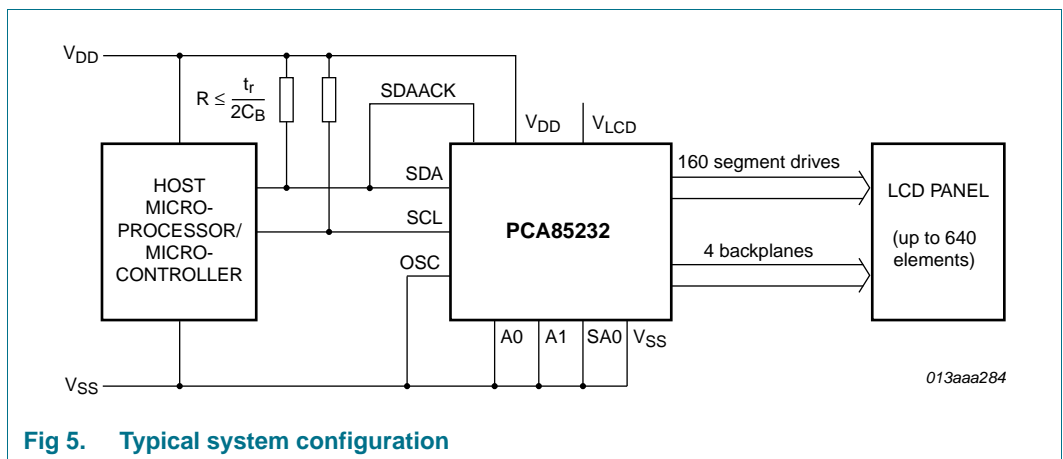 VDD
R ≤ tr
2CB
SDAACK
VDD
VLCD
HOST
MICRO-
PROCESSOR/
MICRO-
CONTROLLER
SDA
SCL
OSC
PCA85232
160 segment drives
4 backplanes
LCD PANEL
(up to 640
elements)
A0
A1
SA0
VSS
VSS
013aaa284
Fig 5. Typical system configuration